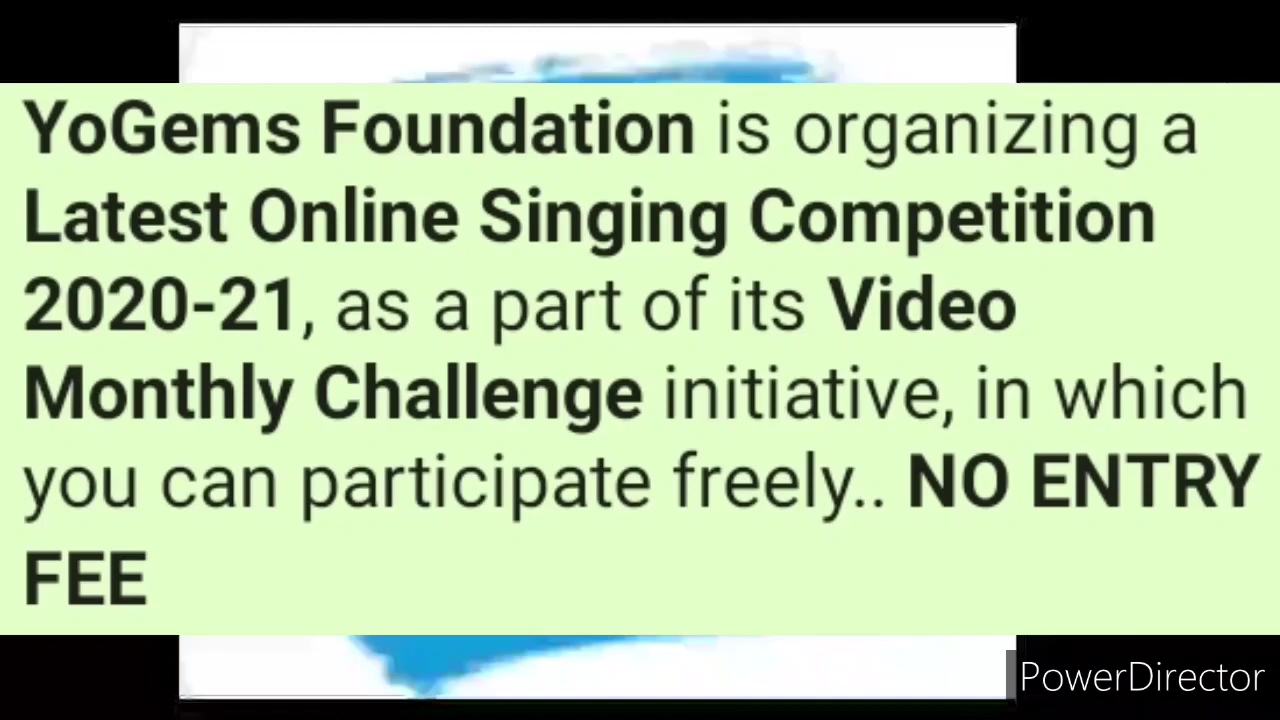 YoGems Foundation is organizing a
Latest Online Singing Competition
2020-21, as a part of its Video
Monthly Challenge initiative, in which
you can participate freely.. NO ENTRY
FEE
PowerDirector